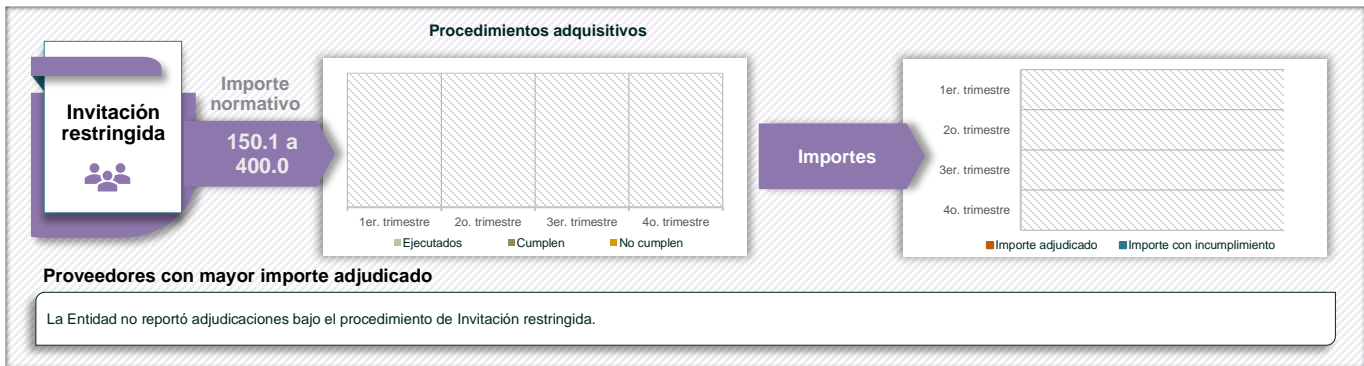 Procedimientos adquisitivos
Invitación
restringida
Importe
normativo
150.1 a
400.0
1er. trimestre 2o. trimestre 3er. trimestre 4o. trimestre
Ejecutados Cumplen No cumplen
Importes
1er. trimestre
2o. trimestre
3er. trimestre
4o. trimestre
Importe adjudicado Importe con incumplimiento
Proveedores con mayor importe adjudicado
La Entidad no reportó adjudicaciones bajo el procedimiento de Invitación restringida.